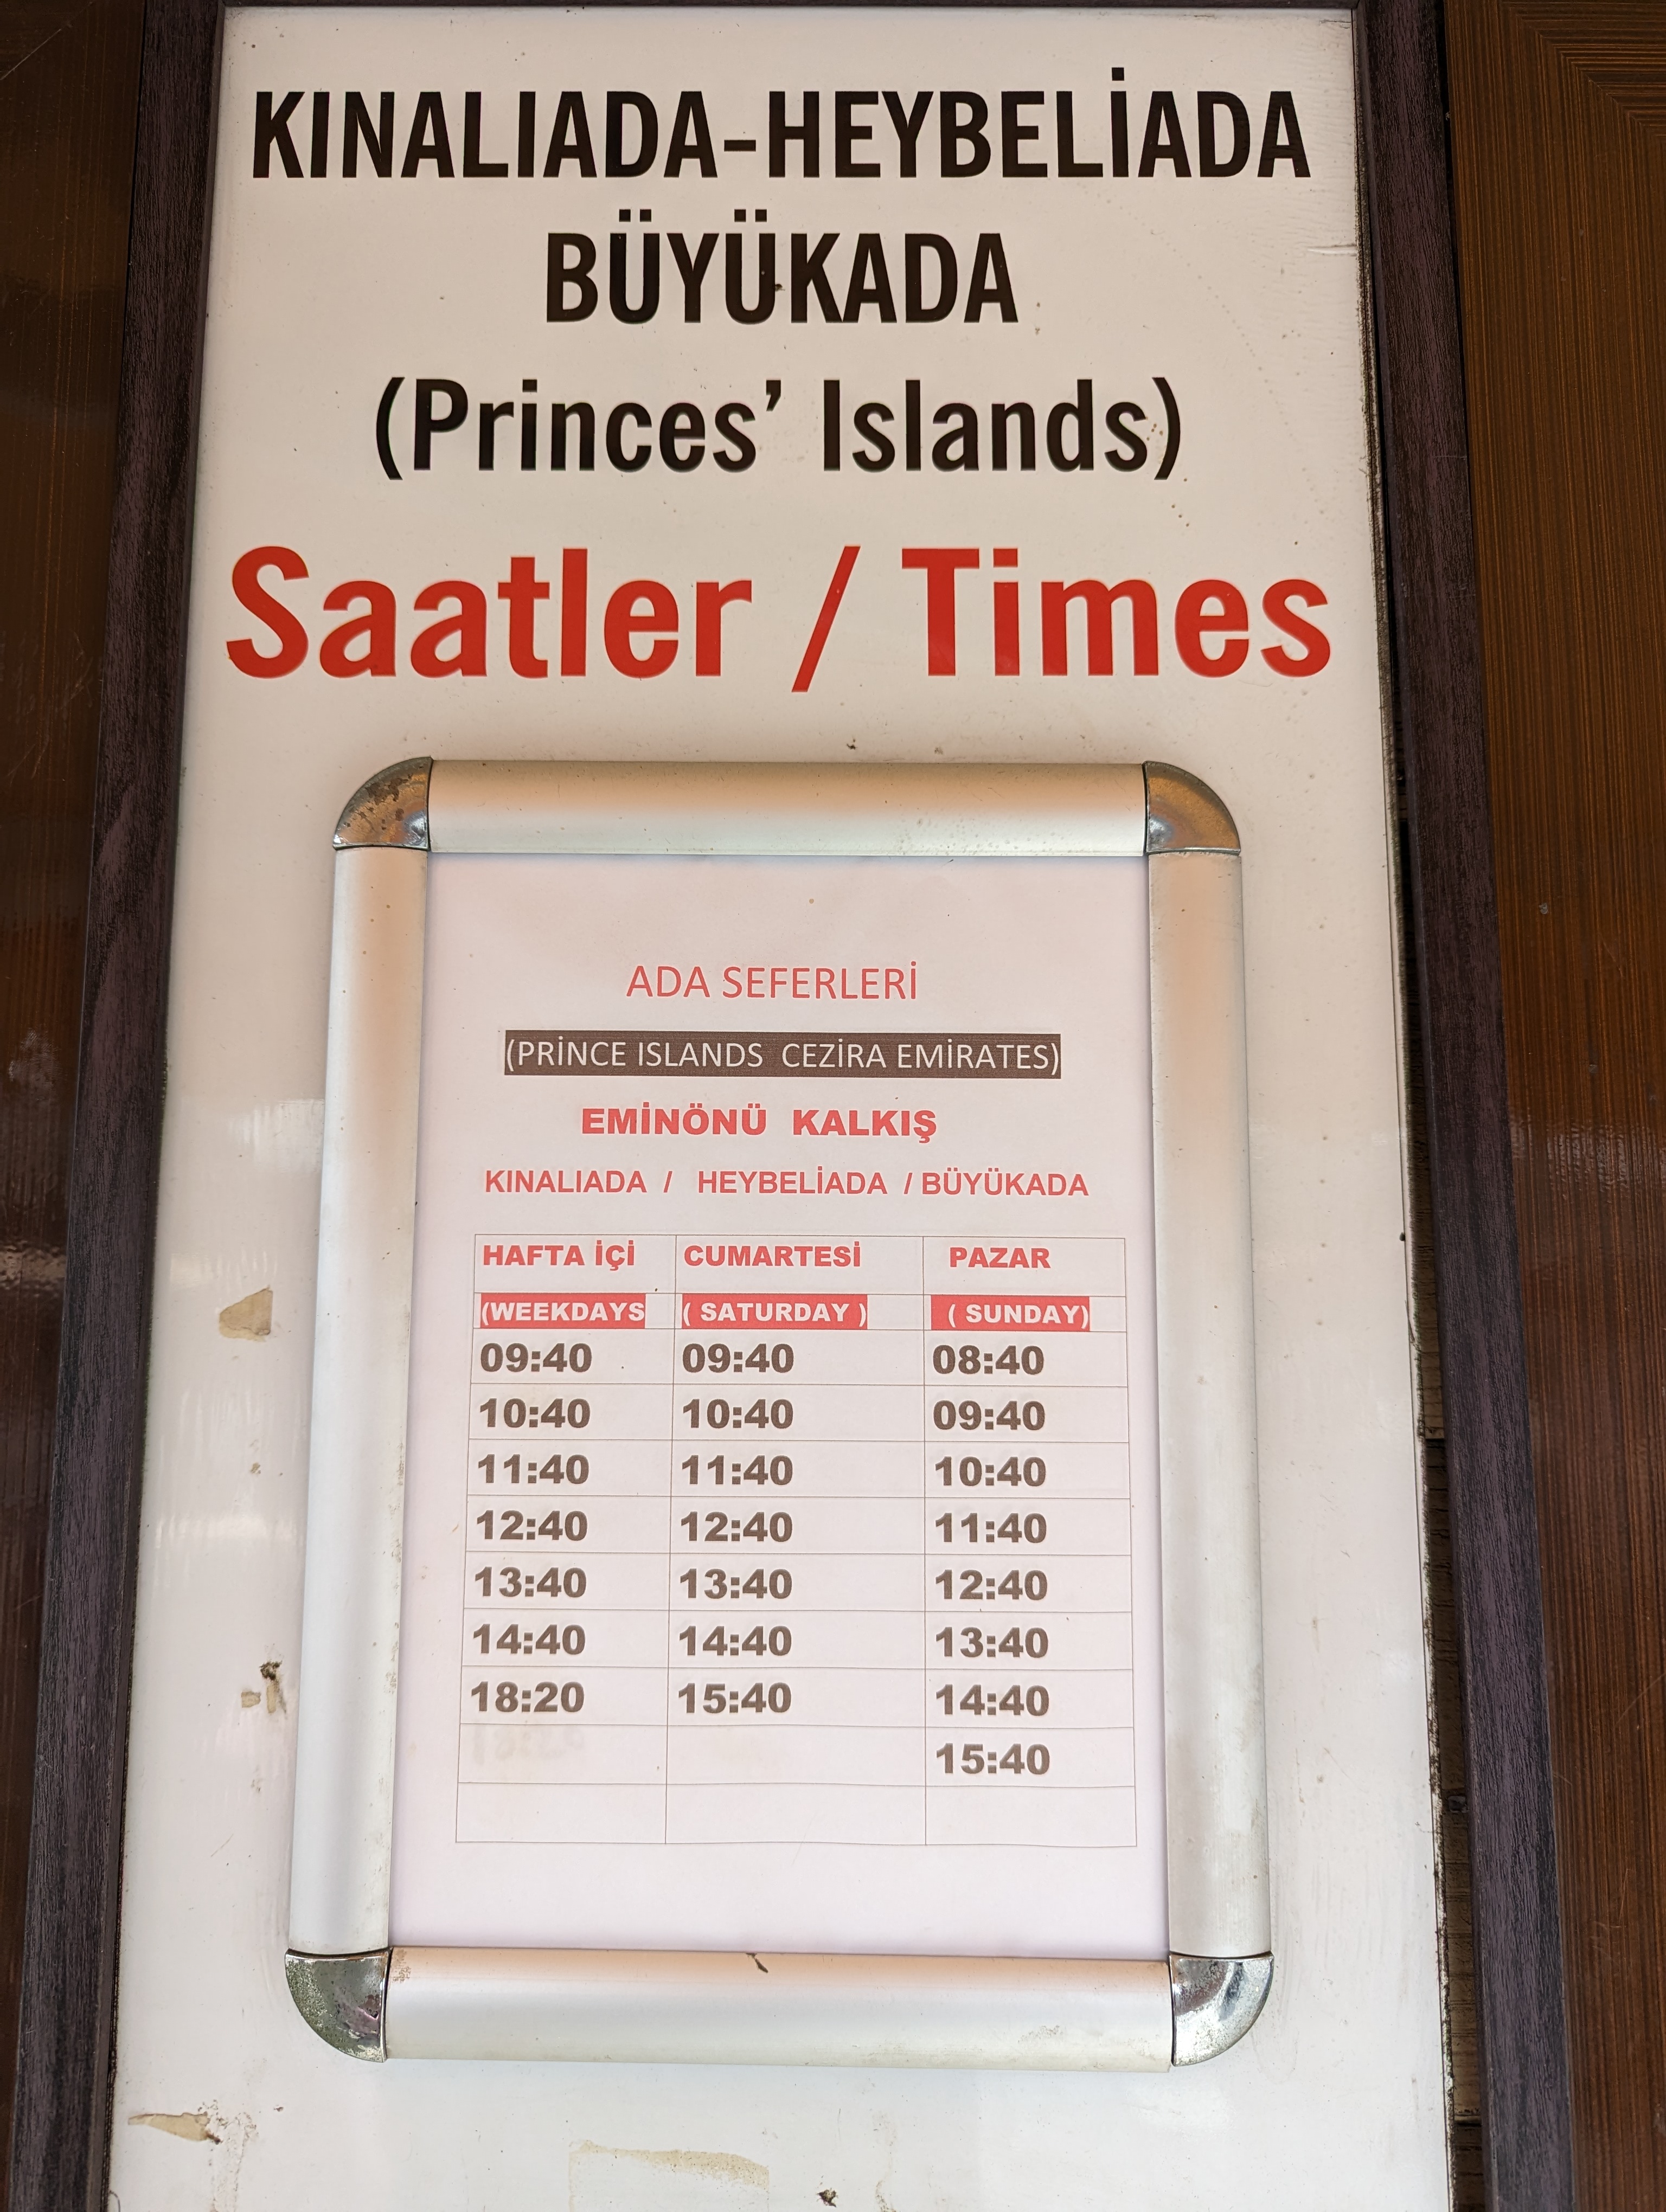 KINALIADA-HEYBELİADA
BÜYÜKADA
(Princes’ Islands)
Saatler / Times
ADA SEFERLERİ
(PRİNCE ISLANDS CEZİRA EMİRATES)
EMİNÖNÜ KALKIŞ
KINALIADA / HEYBELİADA / BÜYÜKADA
HAFTA İÇİ CUMARTESİ PAZAR
(WEEKDAYS ( SATURDAY ) ( SUNDAY)
09:40 09:40 08:40
10:40 10:40 09:40
11:40 11:40 10:40
12:40 12:40 11:40
13:40 13:40 12:40
14:40 14:40 13:40
18:20 15:40 14:40
15:40